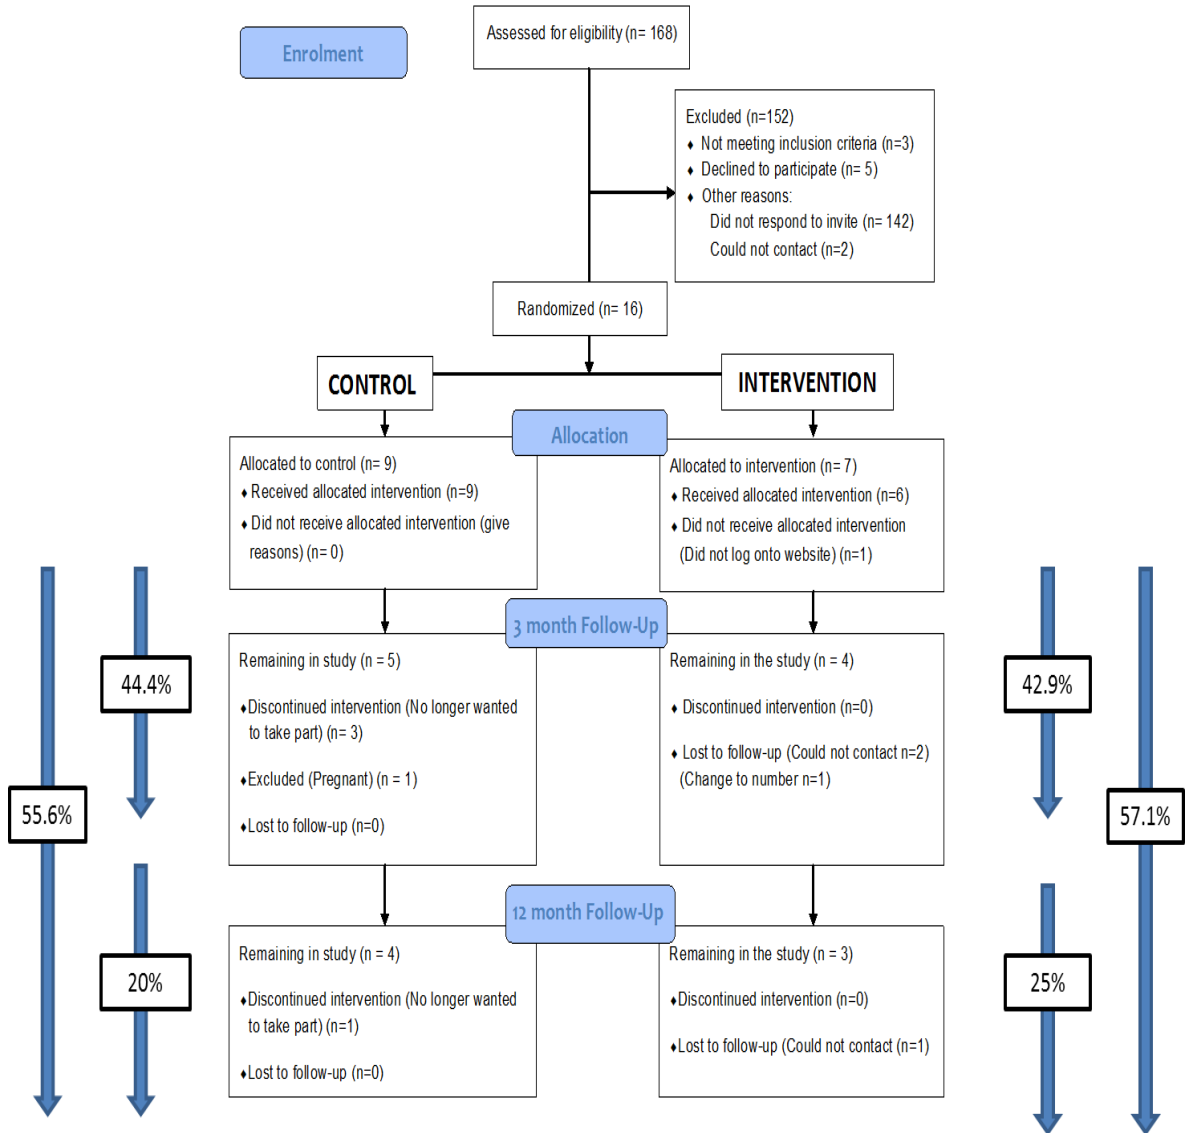 Assessed for eligibility (n= 168)
Enrolment
Excluded (n=152)
♦ Not meeting inclusion criteria (n=3)
♦ Declined to participate (n= 5)
♦ Other reasons:
Did not respond to invite (n= 142)
Could not contact (n=2)
Randomized (n= 16)
CONTROL
INTERVENTION
Allocation
Allocated to control (n= 9)
♦ Received allocated intervention (n=9)
♦ Did not receive allocated intervention (give
reasons) (n= 0)
Allocated to intervention (n= 7)
♦ Received allocated intervention (n=6)
♦ Did not receive allocated intervention
(Did not log onto website) (n=1)
3 month Follow-Up
Remaining in study (n = 5)
♦Discontinued intervention (No longer wanted
to take part) (n= 3)
♦Excluded (Pregnant) (n = 1)
♦Lost to follow-up (n=0)
Remaining in the study (n = 4)
♦ Discontinued intervention (n=0)
♦ Lost to follow-up (Could not contact n=2)
(Change to number n=1)
44.4%
42.9%
55.6%
57.1%
12 month Follow-Up
Remaining in study (n = 4)
♦Discontinued intervention (No longer wanted
to take part) (n=1)
♦Lost to follow-up (n=0)
Remaining in the study (n = 3)
♦Discontinued intervention (n=0)
♦Lost to follow-up (Could not contact (n=1)
20%
25%